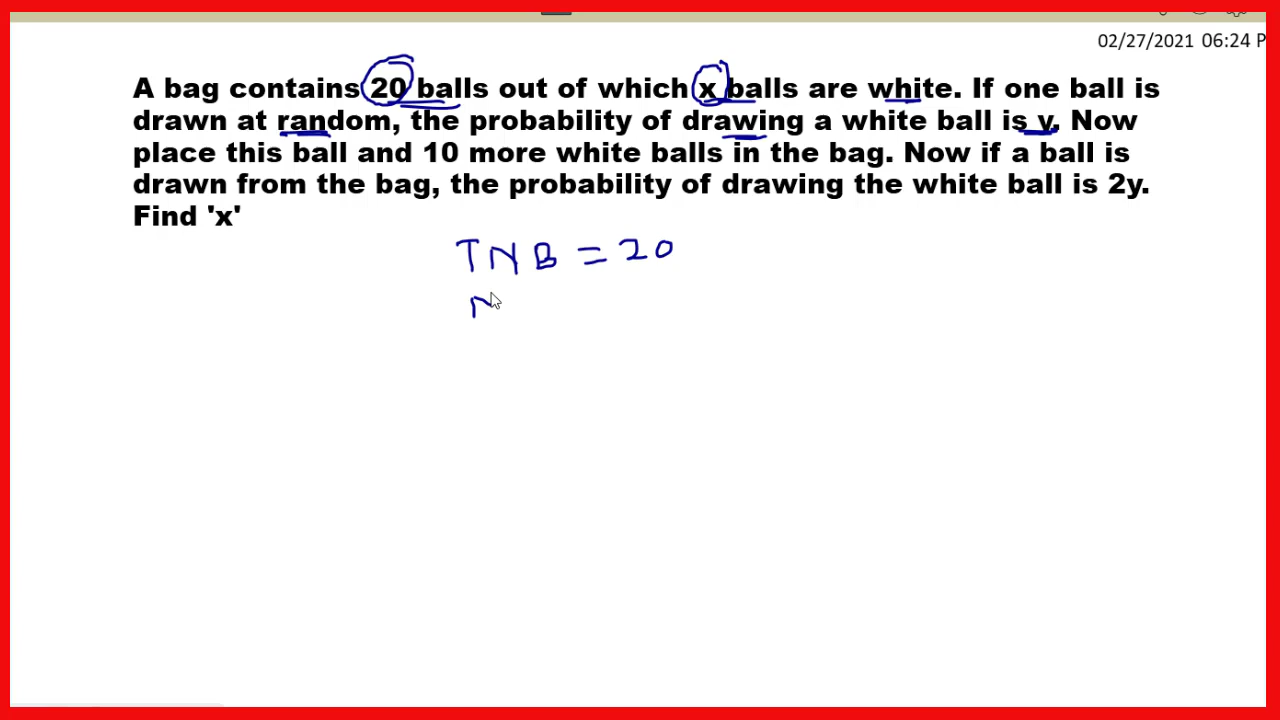 02/27/2021 06:24 P
A bag contains 20 balls out of which x balls are white. If one ball is
drawn at random, the probability of drawing a white ball is y. Now
place this ball and 10 more white balls in the bag. Now if a ball is
drawn from the bag, the probability of drawing the white ball is 2y.
Find 'x'
T N B = 20
N